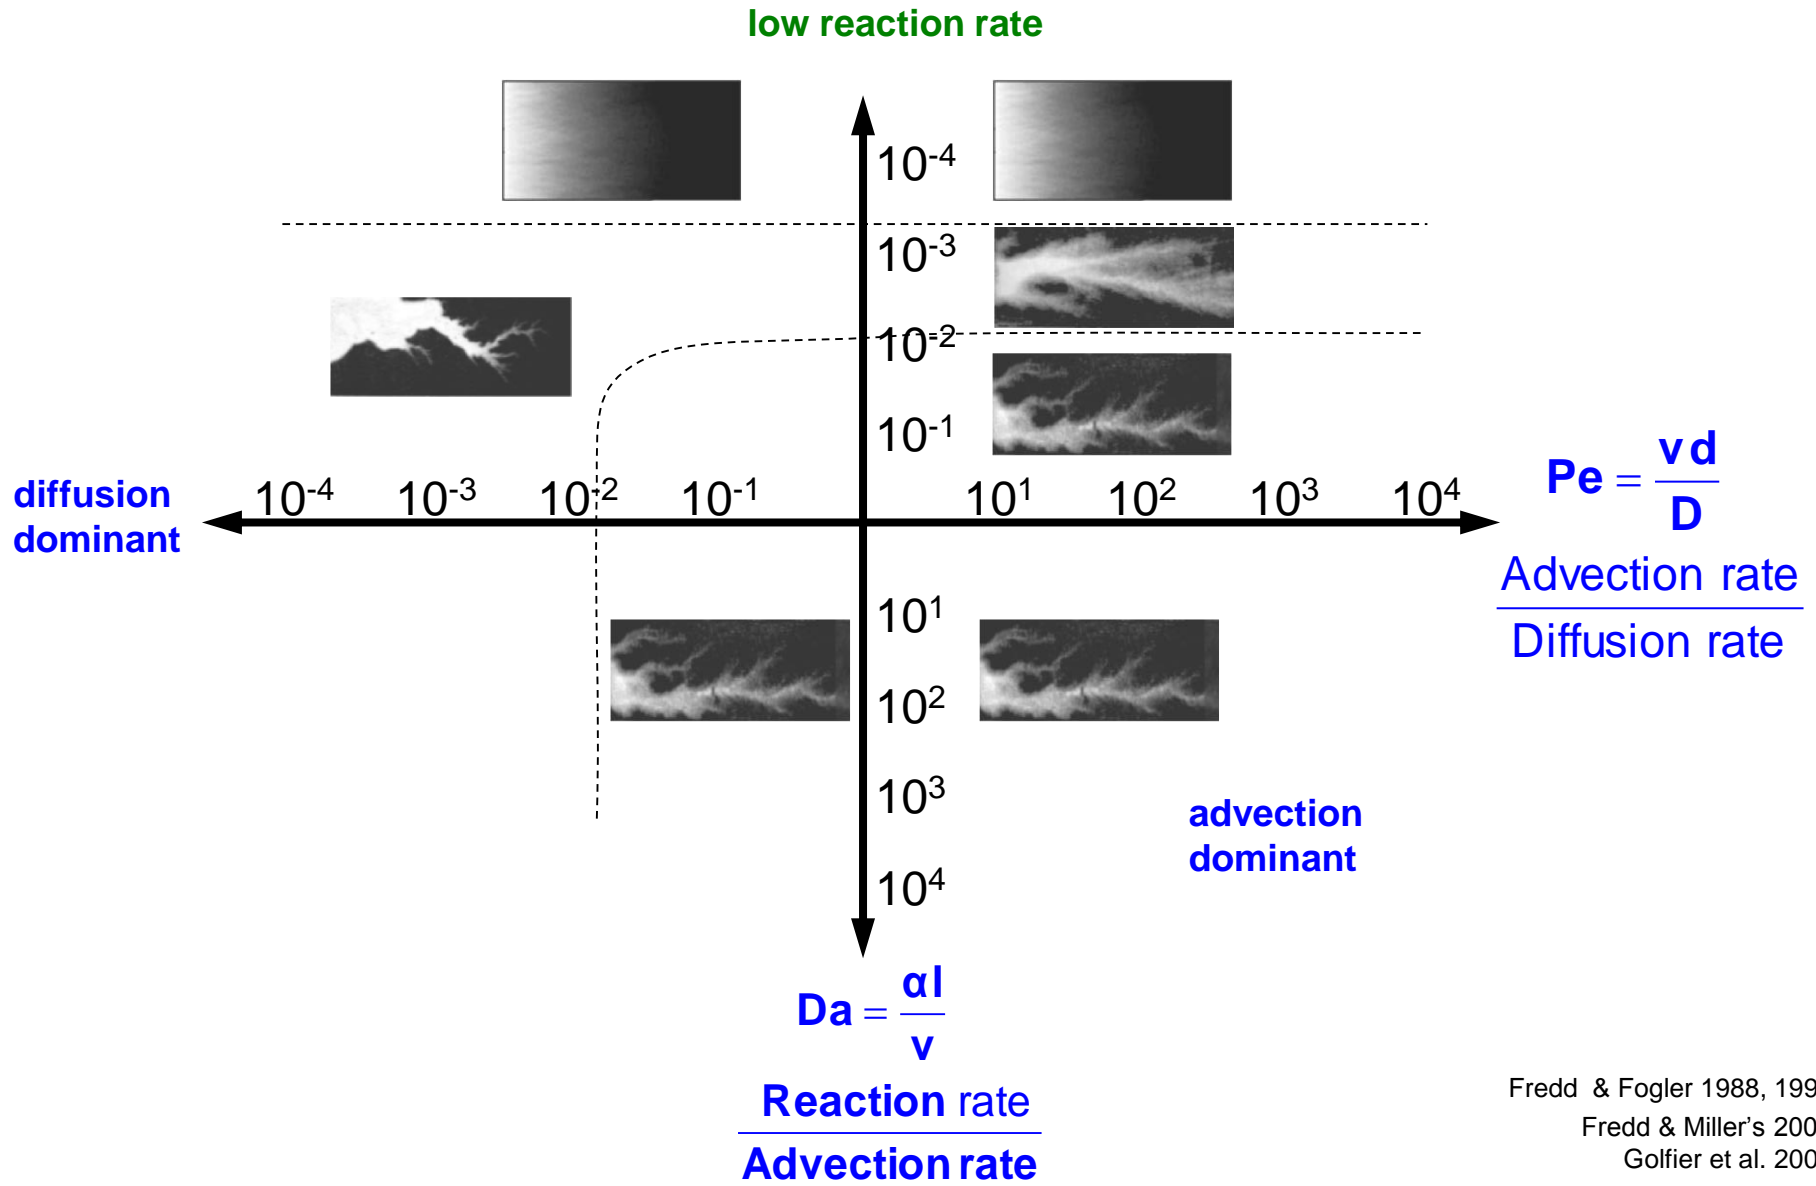 low reaction rate
10⁻⁴
10⁻³
10⁻²
10⁻¹
diffusion
dominant
10⁻⁴ 10⁻³ 10⁻² 10⁻¹ 10¹ 10² 10³ 10⁴
Pe = vd
D
Advection rate
Diffusion rate
10¹
10²
10³
10⁴
advection
dominant
Da = αl
v
Reaction rate
Advection rate
Fredd & Fogler 1988, 199
Fredd & Miller's 200
Golfier et al. 200